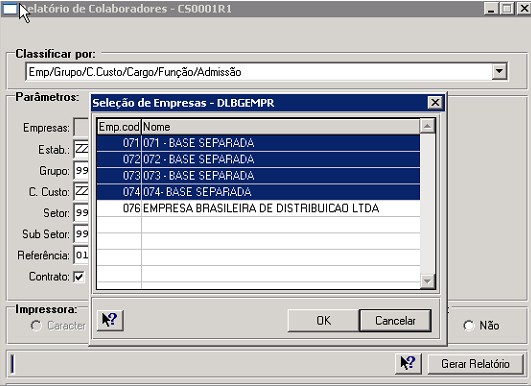 Relatório de Colaboradores - CS0001R1
Classificar por:
Emp/Grupo/C.Custo/Cargo/Função/Admissão
Parâmetros:
Seleção de Empresas - DLBGEMPR
Emp.cod Nome
071 071 - BASE SEPARADA
072 072 - BASE SEPARADA
073 073 - BASE SEPARADA
074 074- BASE SEPARADA
076 EMPRESA BRASILEIRA DE DISTRIBUICAO LTDA
Empresas:
Estab.: ZZ
Grupo: 99
C. Custo: ZZ
Setor: 99
Sub Setor: 99
Referência: 01
Contrato:
OK Cancelar
Impressora:
Caracter
Não
Gerar Relatório